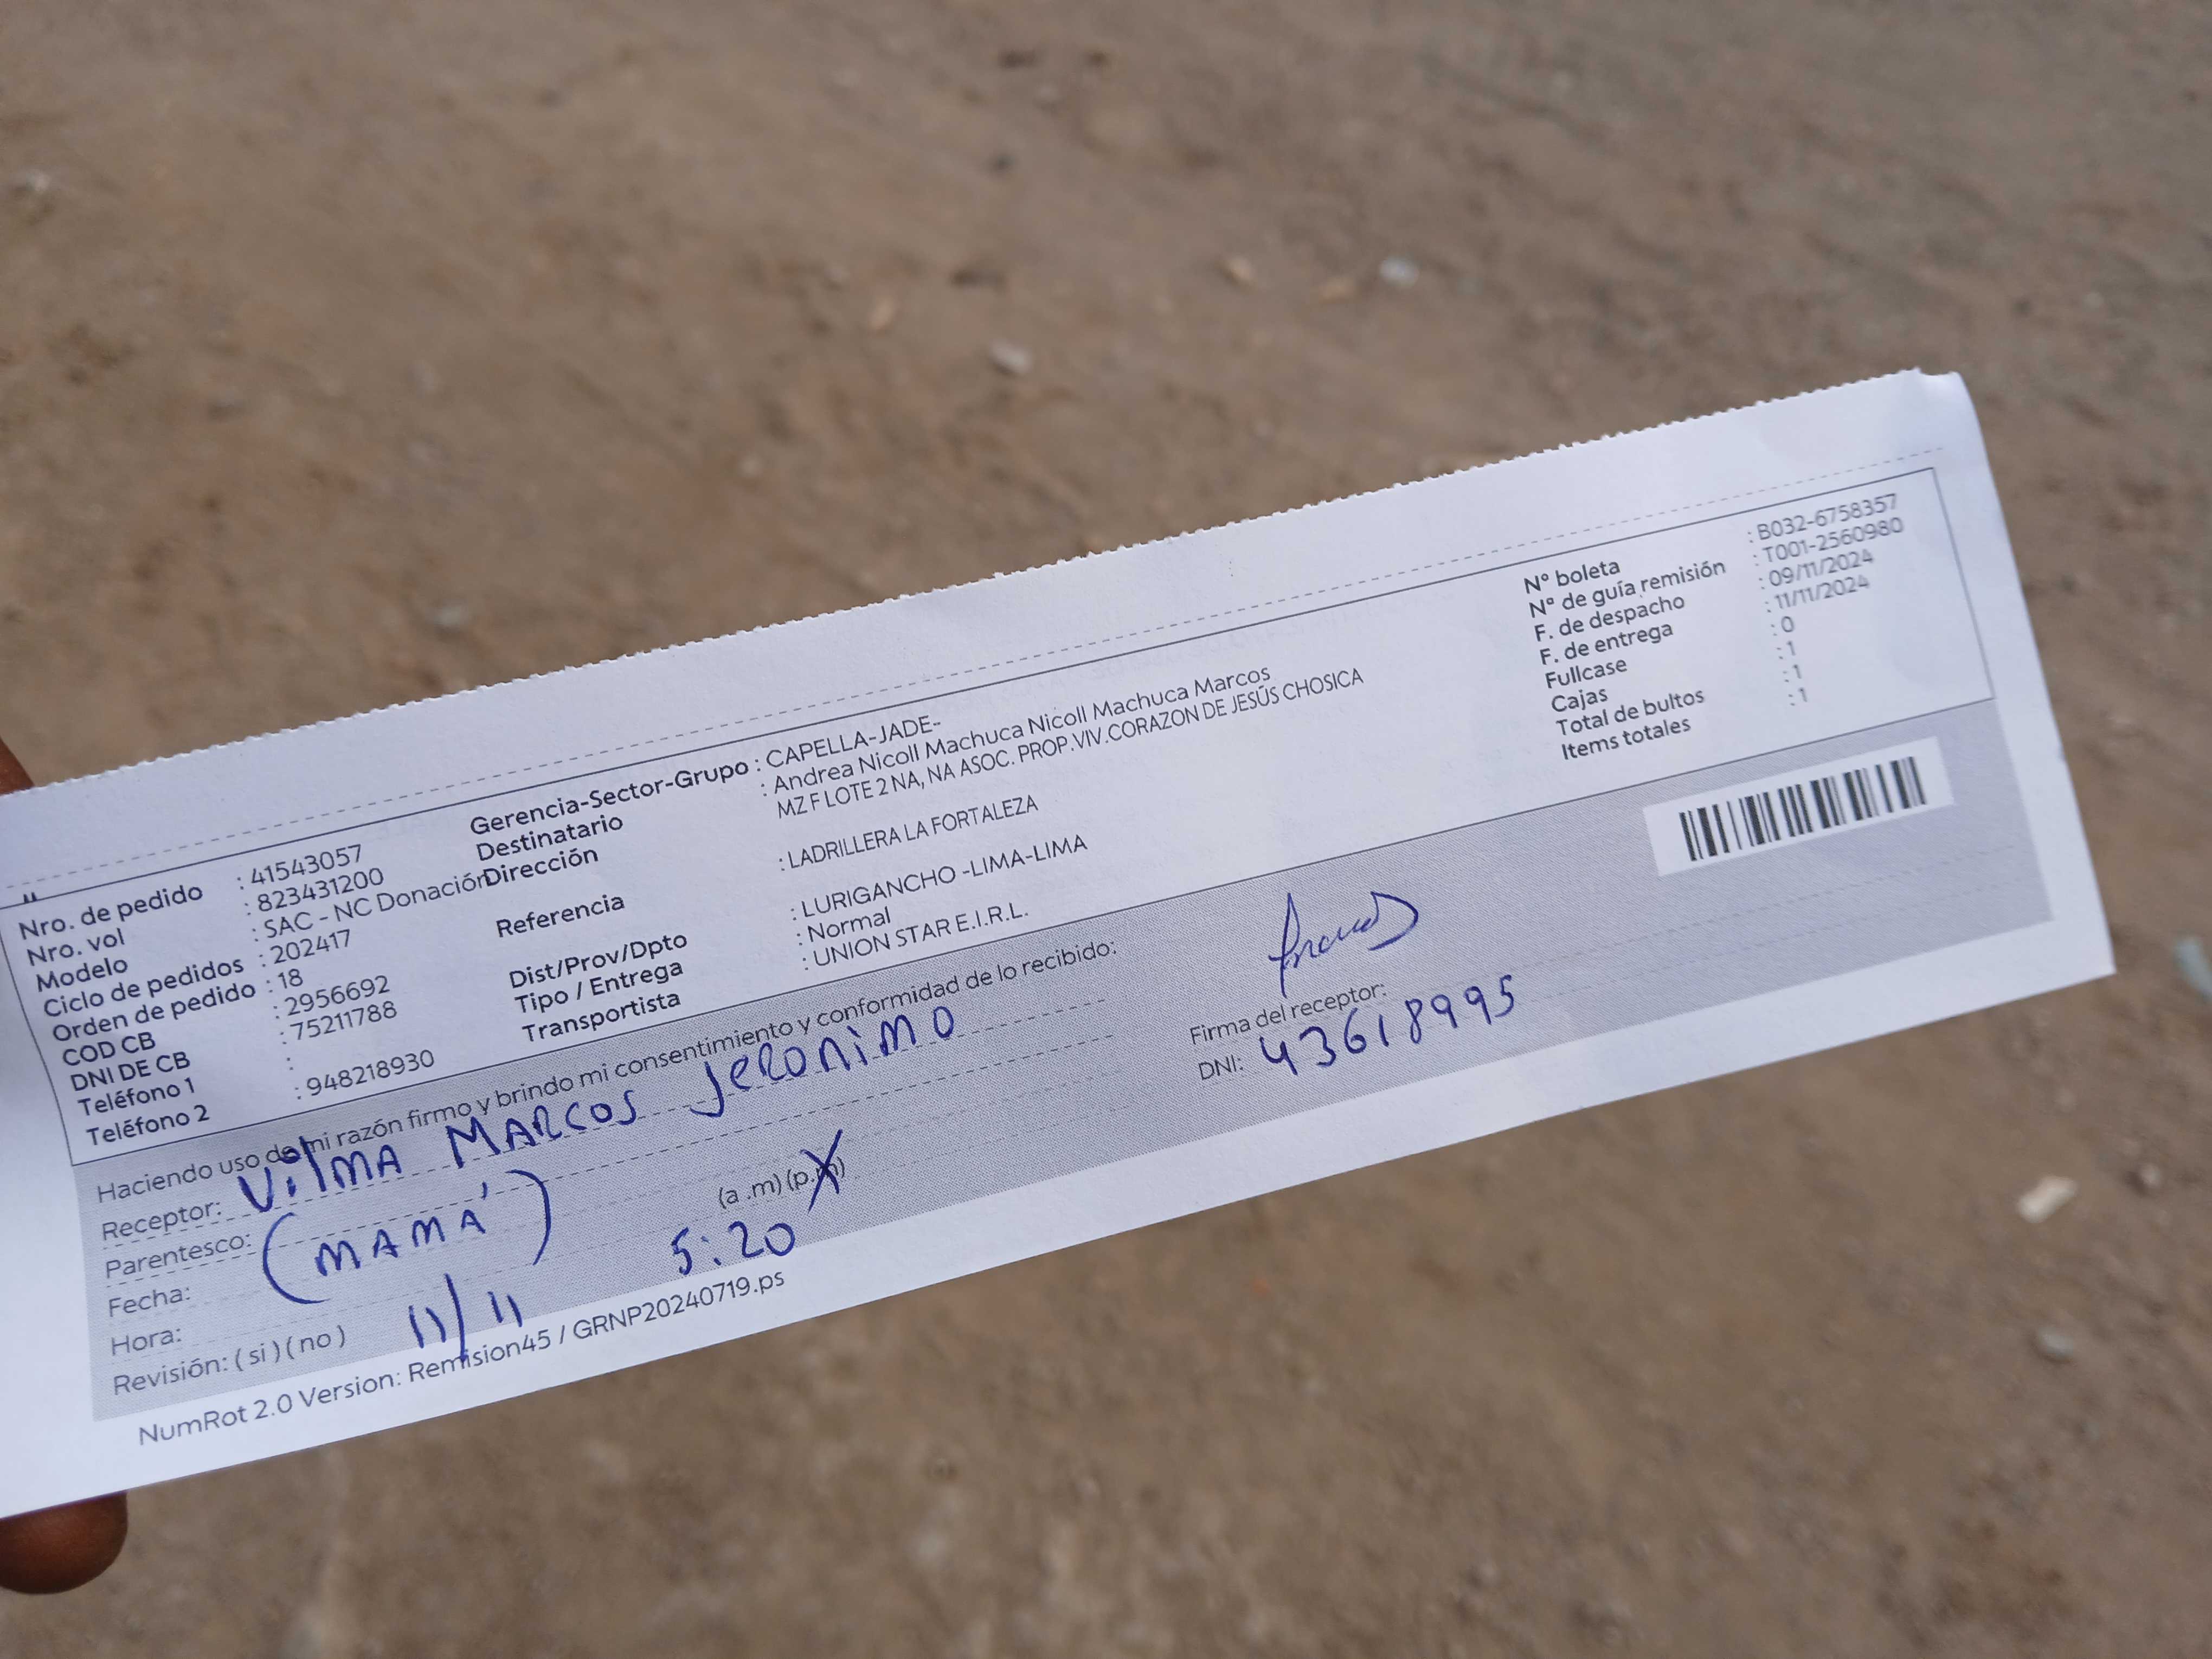 Nro. de pedido : 41543057
Nro. vol : 823431200
Modelo : SAC - NC Donación
Ciclo de pedidos : 202417
Orden de pedido : 18
COD CB : 2956692
DNI DE CB : 75211788
Teléfono 1 :
Teléfono 2 : 948218930
Gerencia-Sector-Grupo : CAPELLA-JADE-
Destinatario : Andrea Nicoll Machuca Nicoll Machuca Marcos
Dirección MZ F LOTE 2 NA, NA ASOC. PROP.VIV.CORAZON DE JESÚS CHOSICA
Referencia : LADRILLERA LA FORTALEZA
Dist/Prov/Dpto : LURIGANCHO -LIMA-LIMA
Tipo / Entrega : Normal
Transportista : UNION STAR E.I.R.L.
N° boleta : B032-6758357
N° de guía remisión : T001-2560980
F. de despacho : 09/11/2024
F. de entrega : 11/11/2024
Fullcase : 0
Cajas : 1
Total de bultos : 1
Items totales : 1
Haciendo uso de mi razón firmo y brindo mi consentimiento y conformidad de lo recibido:
Receptor: VilMA MARCOS JeRONiMO
Parentesco: (MAMÁ)
Fecha: 11/11
Hora: 5:20 (a .m) (p.m)
Revisión: ( si ) ( no )
Firma del receptor:
DNI: 43618995
NumRot 2.0 Version: Remision45 / GRNP20240719.ps